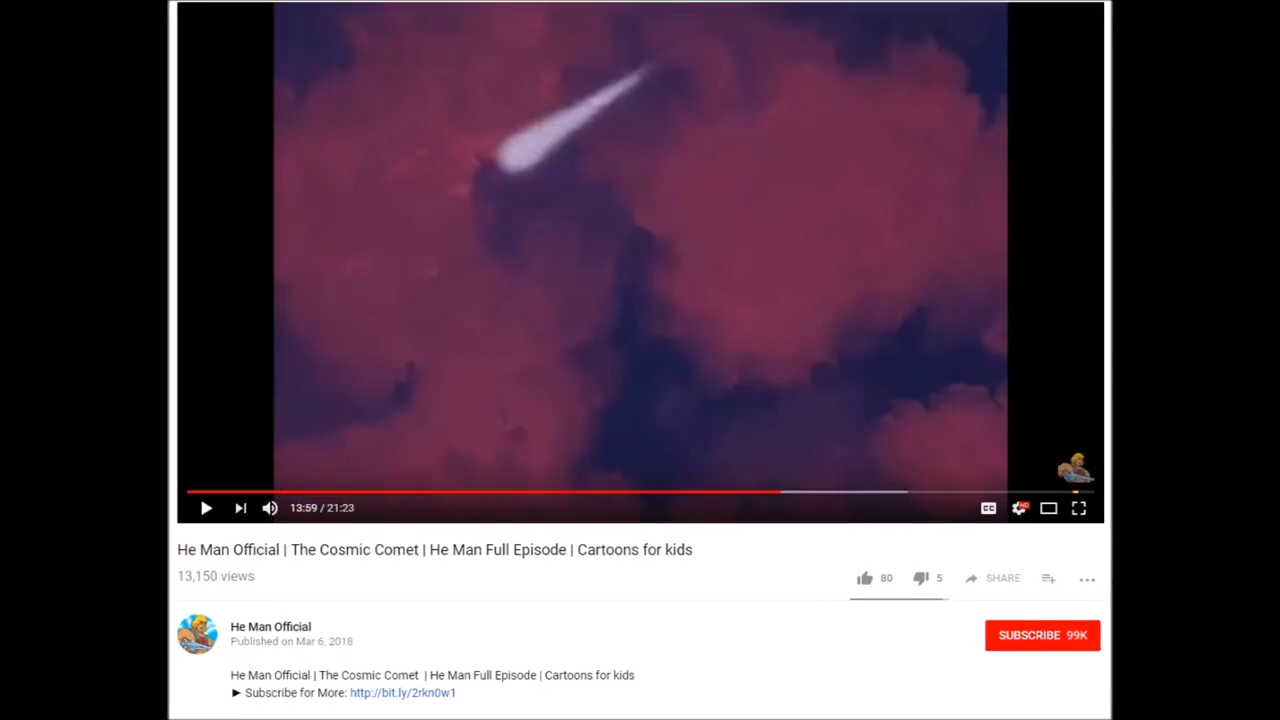 13:59 / 21:23
CC
HD
He Man Official | The Cosmic Comet | He Man Full Episode | Cartoons for kids
13,150 views
80
5
SHARE
He Man Official
Published on Mar 6, 2018
SUBSCRIBE 99K
He Man Official | The Cosmic Comet | He Man Full Episode | Cartoons for kids
► Subscribe for More: http://bit.ly/2rkn0w1